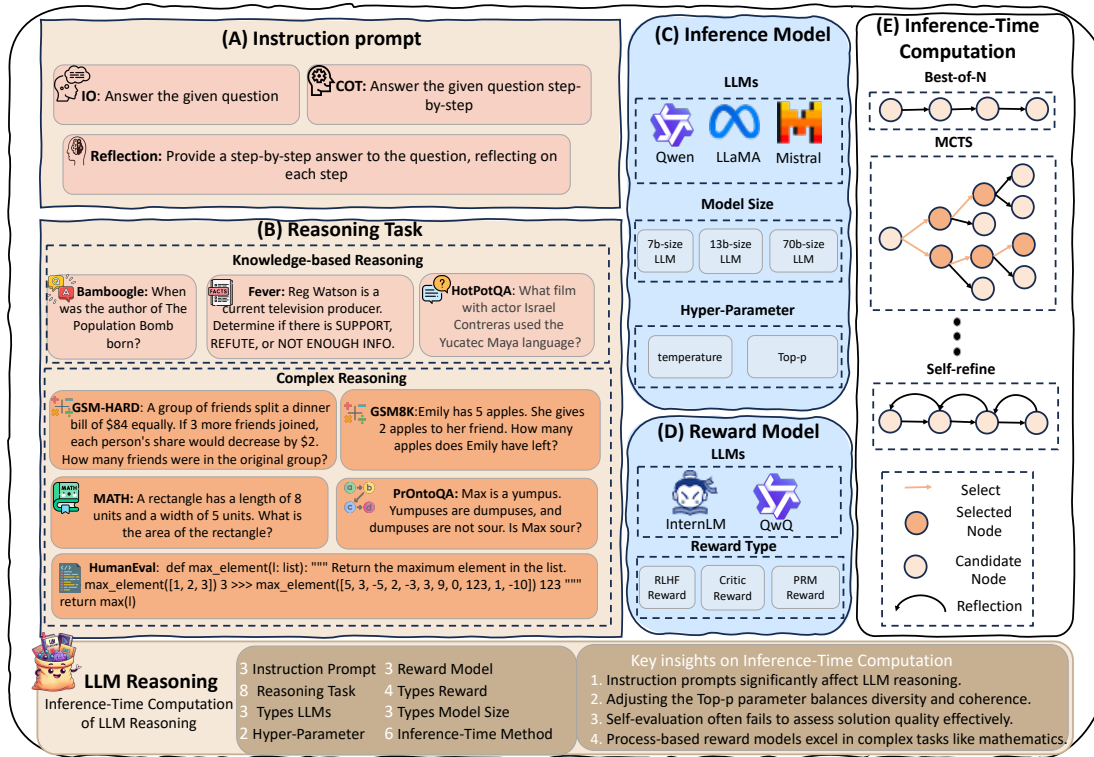 (A) Instruction prompt
IO: Answer the given question
COT: Answer the given question step-
by-step
Reflection: Provide a step-by-step answer to the question, reflecting on
each step
(B) Reasoning Task
Knowledge-based Reasoning
Bamboogle: When
was the author of The
Population Bomb
born?
FACTS
Fever: Reg Watson is a
current television producer.
Determine if there is SUPPORT,
REFUTE, or NOT ENOUGH INFO.
HotPotQA: What film
with actor Israel
Contreras used the
Yucatec Maya language?
Complex Reasoning
GSM-HARD: A group of friends split a dinner
bill of $84 equally. If 3 more friends joined,
each person's share would decrease by $2.
How many friends were in the original group?
GSM8K:Emily has 5 apples. She gives
2 apples to her friend. How many
apples does Emily have left?
MATH
MATH: A rectangle has a length of 8
units and a width of 5 units. What is
the area of the rectangle?
a b
c d
PrOntoQA: Max is a yumpus.
Yumpuses are dumpuses, and
dumpuses are not sour. Is Max sour?
HumanEval: def max_element(l: list): """ Return the maximum element in the list.
max_element([1, 2, 3]) 3 >>> max_element([5, 3, -5, 2, -3, 3, 9, 0, 123, 1, -10]) 123 """
return max(l)
(C) Inference Model
LLMs
Qwen LLaMA Mistral
Model Size
7b-size
LLM
13b-size
LLM
70b-size
LLM
Hyper-Parameter
temperature
Top-p
(D) Reward Model
LLMs
InternLM QwQ
Reward Type
RLHF
Reward
Critic
Reward
PRM
Reward
(E) Inference-Time
Computation
Best-of-N
MCTS
Self-refine
Select
Selected
Node
Candidate
Node
Reflection
LLM Reasoning
Inference-Time Computation
of LLM Reasoning
3 Instruction Prompt
8 Reasoning Task
3 Types LLMs
2 Hyper-Parameter
3 Reward Model
4 Types Reward
3 Types Model Size
6 Inference-Time Method
Key insights on Inference-Time Computation
1. Instruction prompts significantly affect LLM reasoning.
2. Adjusting the Top-p parameter balances diversity and coherence.
3. Self-evaluation often fails to assess solution quality effectively.
4. Process-based reward models excel in complex tasks like mathematics.